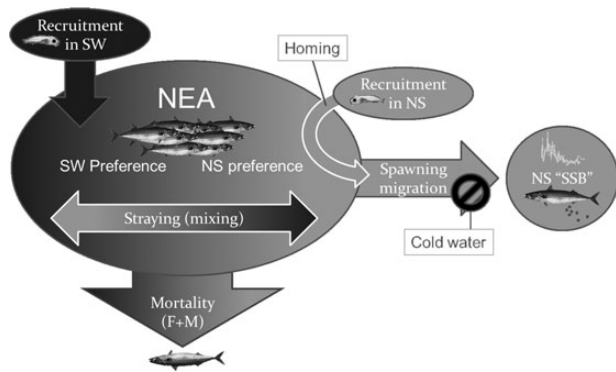 Recruitment
in SW
Homing
Recruitment
in NS
NEA
SW Preference
NS preference
Spawning
migration
NS “SSB”
Straying (mixing)
Cold water
Mortality
(F+M)